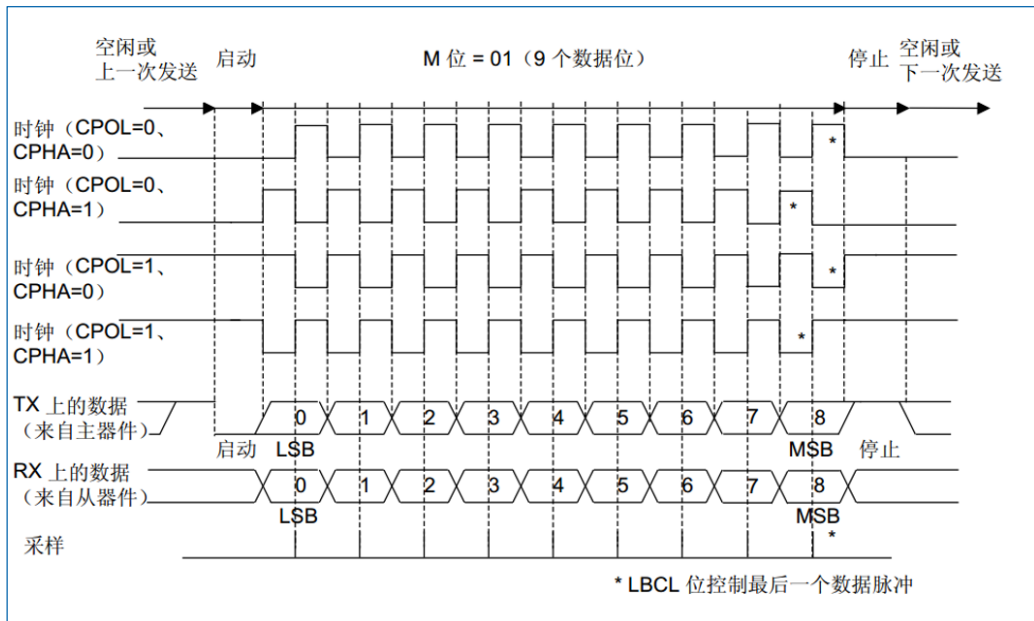 空闲或
上一次发送
启动
M 位 = 01（9 个数据位）
停止
空闲或
下一次发送
时钟（CPOL=0、
CPHA=0）
*
时钟（CPOL=0、
CPHA=1）
*
时钟（CPOL=1、
CPHA=0）
*
时钟（CPOL=1、
CPHA=1）
*
TX 上的数据
（来自主器件）
0 1 2 3 4 5 6 7 8
启动 LSB MSB 停止
RX 上的数据
（来自从器件）
0 1 2 3 4 5 6 7 8
LSB MSB
采样
*
* LBCL 位控制最后一个数据脉冲